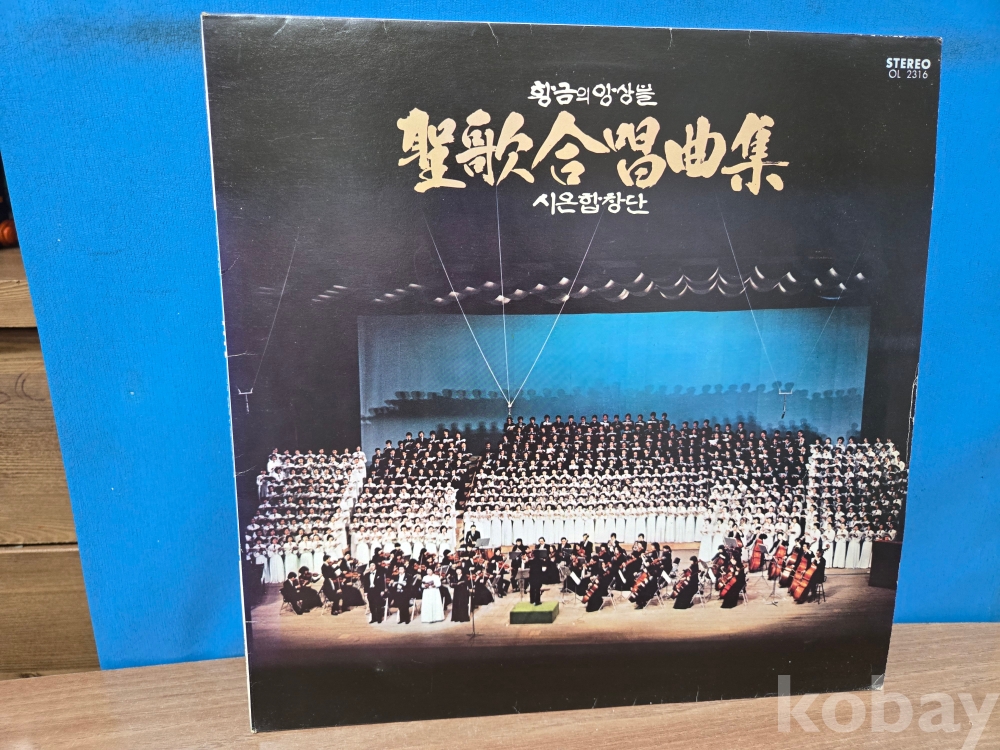 STEREO
OL 2316
황금의 앙상블
聖歌合唱曲集
시온합창단
kobay